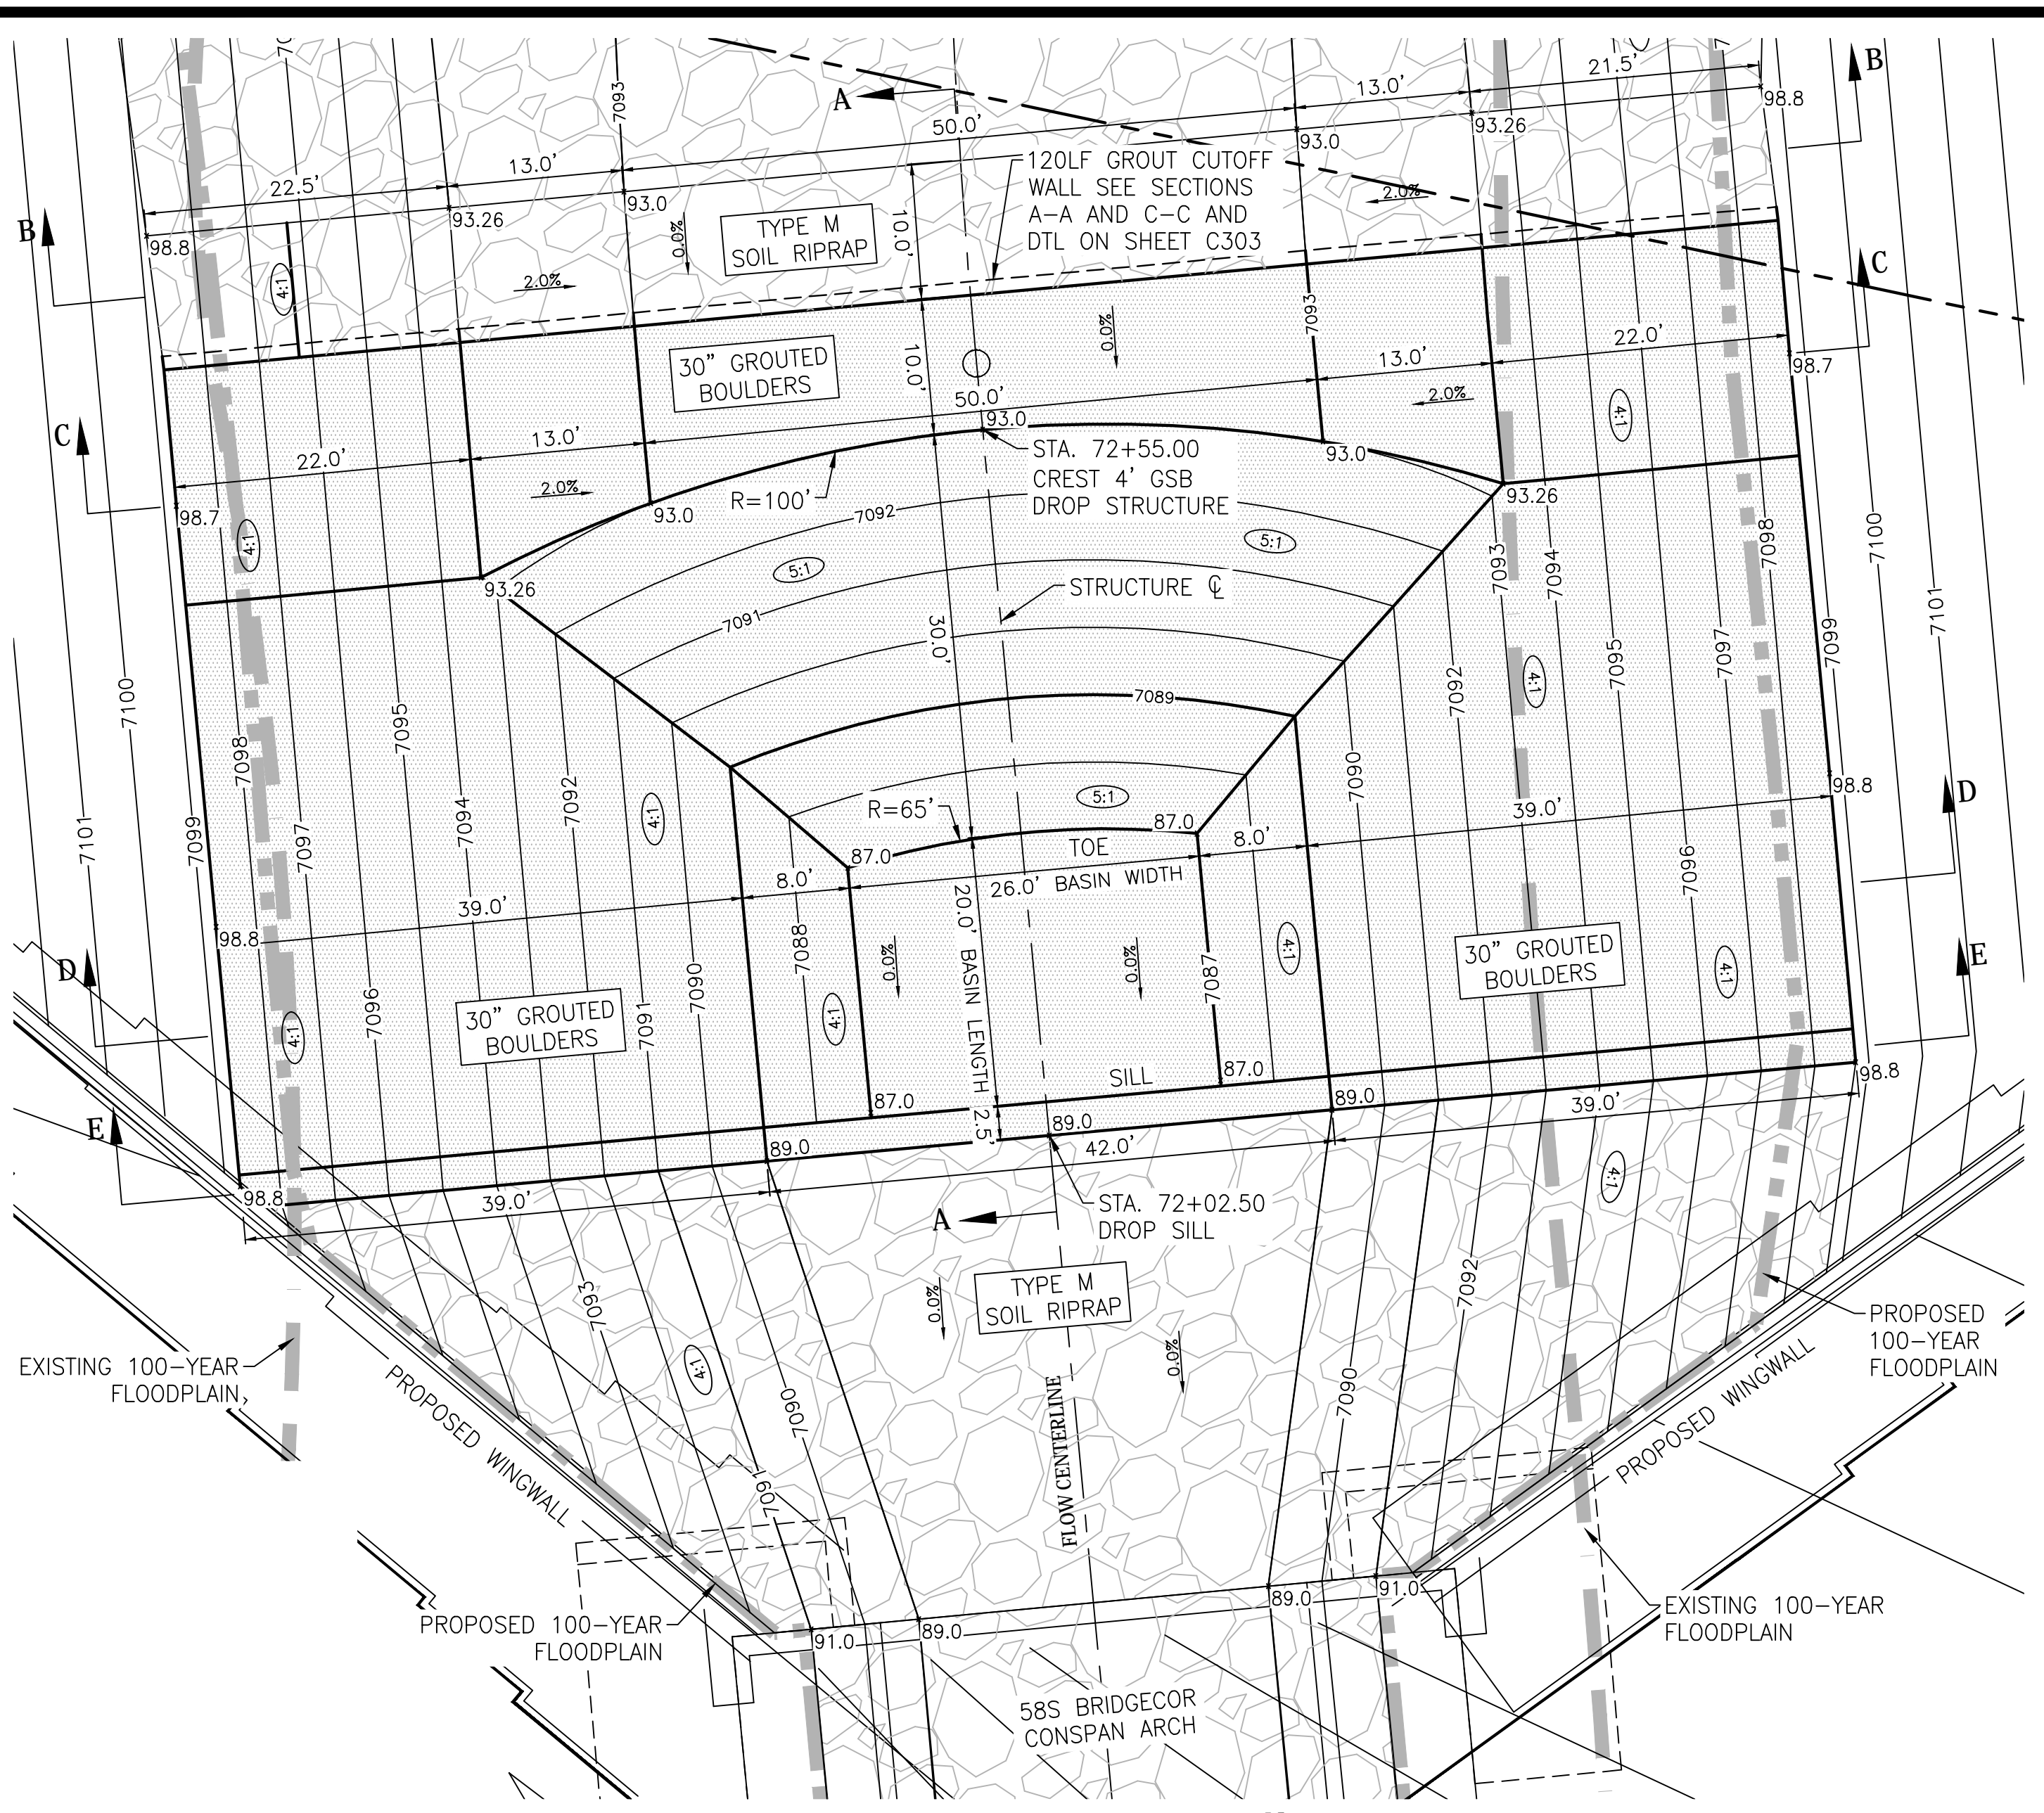 B
A
13.0'
21.5'
B
7093
50.0'
98.8
93.26
93.0
13.0'
22.5'
120LF GROUT CUTOFF
WALL SEE SECTIONS
A-A AND C-C AND
DTL ON SHEET C303
2.0%
93.0
93.26
98.8
B
4:1
2.0%
0.0%
TYPE M
SOIL RIPRAP
10.0'
C
7093
0.0%
22.0'
98.7
13.0'
30" GROUTED
BOULDERS
10.0'
50.0'
93.0
2.0%
4:1
C
13.0'
22.0'
2.0%
98.7
4:1
R=100'
93.0
STA. 72+55.00
CREST 4' GSB
DROP STRUCTURE
93.0
93.26
93.26
7092
5:1
5:1
7093
7094
7098
7100
7101
STRUCTURE ℄
7091
30.0'
7100
7095
7098
7092
7094
7101
7099
7097
4:1
7089
7092
4:1
7095
7097
7099
7090
98.8
D
R=65'
87.0
87.0
TOE
5:1
8.0'
39.0'
26.0' BASIN WIDTH
8.0'
39.0'
98.8
7096
7088
7090
7091
7096
4:1
0.0%
20.0' BASIN LENGTH
0.0%
7087
4:1
30" GROUTED
BOULDERS
4:1
E
D
4:1
30" GROUTED
BOULDERS
SILL
87.0
87.0
2.5'
89.0
89.0
98.8
E
89.0
42.0'
39.0'
98.8
39.0'
A
STA. 72+02.50
DROP SILL
4:1
TYPE M
SOIL RIPRAP
0.0%
0.0%
7093
4:1
7090
7091
7090
7092
FLOW CENTERLINE
EXISTING 100-YEAR
FLOODPLAIN
PROPOSED WINGWALL
PROPOSED
100-YEAR
FLOODPLAIN
PROPOSED WINGWALL
PROPOSED 100-YEAR
FLOODPLAIN
91.0
89.0
89.0
91.0
EXISTING 100-YEAR
FLOODPLAIN
58S BRIDGECOR
CONSPAN ARCH